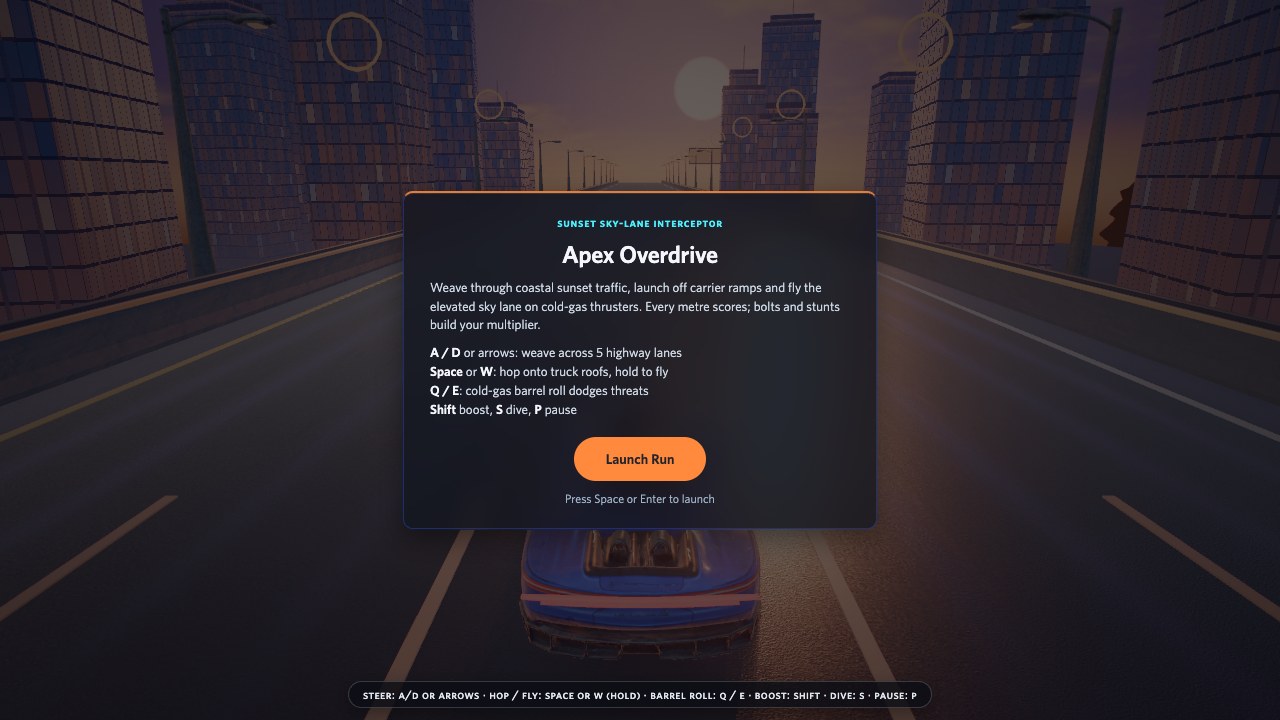 SUNSET SKY-LANE INTERCEPTOR
Apex Overdrive
Weave through coastal sunset traffic, launch off carrier ramps and fly the
elevated sky lane on cold-gas thrusters. Every metre scores; bolts and stunts
build your multiplier.
A / D or arrows: weave across 5 highway lanes
Space or W: hop onto truck roofs, hold to fly
Q / E: cold-gas barrel roll dodges threats
Shift boost, S dive, P pause
Launch Run
Press Space or Enter to launch
STEER: A/D OR ARROWS · HOP / FLY: SPACE OR W (HOLD) · BARREL ROLL: Q / E · BOOST: SHIFT · DIVE: S · PAUSE: P